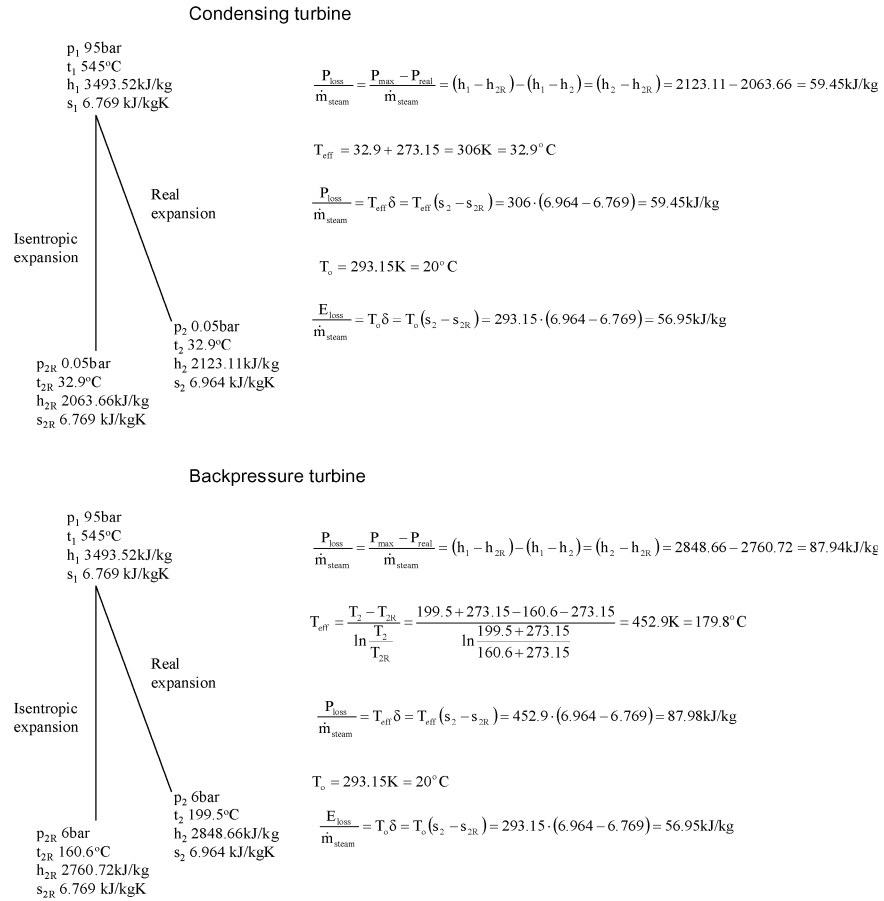 Condensing turbine
p₁ 95bar
t₁ 545°C
h₁ 3493.52kJ/kg
s₁ 6.769 kJ/kgK
Isentropic
expansion
Real
expansion
p₂ 0.05bar
t₂ 32.9°C
h₂ 2123.11kJ/kg
s₂ 6.964 kJ/kgK
p₂R 0.05bar
t₂R 32.9°C
h₂R 2063.66kJ/kg
s₂R 6.769 kJ/kgK
P_loss/ṁ_steam = (P_max − P_real)/ṁ_steam = (h₁ − h₂R) − (h₁ − h₂) = (h₂ − h₂R) = 2123.11 − 2063.66 = 59.45kJ/kg
T_eff = 32.9 + 273.15 = 306K = 32.9°C
P_loss/ṁ_steam = T_eff δ = T_eff (s₂ − s₂R) = 306·(6.964 − 6.769) = 59.45kJ/kg
T_o = 293.15K = 20°C
E_loss/ṁ_steam = T_o δ = T_o (s₂ − s₂R) = 293.15·(6.964 − 6.769) = 56.95kJ/kg
Backpressure turbine
p₁ 95bar
t₁ 545°C
h₁ 3493.52kJ/kg
s₁ 6.769 kJ/kgK
Isentropic
expansion
Real
expansion
p₂ 6bar
t₂ 199.5°C
h₂ 2848.66kJ/kg
s₂ 6.964 kJ/kgK
p₂R 6bar
t₂R 160.6°C
h₂R 2760.72kJ/kg
s₂R 6.769 kJ/kgK
P_loss/ṁ_steam = (P_max − P_real)/ṁ_steam = (h₁ − h₂R) − (h₁ − h₂) = (h₂ − h₂R) = 2848.66 − 2760.72 = 87.94kJ/kg
T_eff = (T₂ − T₂R)/(ln T₂/T₂R) = (199.5 + 273.15 − 160.6 − 273.15)/(ln (199.5 + 273.15)/(160.6 + 273.15)) = 452.9K = 179.8°C
P_loss/ṁ_steam = T_eff δ = T_eff (s₂ − s₂R) = 452.9·(6.964 − 6.769) = 87.98kJ/kg
T_o = 293.15K = 20°C
E_loss/ṁ_steam = T_o δ = T_o (s₂ − s₂R) = 293.15·(6.964 − 6.769) = 56.95kJ/kg